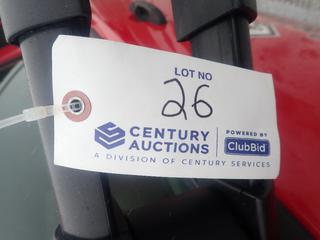 LOT NO
26
CENTURY
AUCTIONS
POWERED BY
ClubBid
A DIVISION OF CENTURY SERVICES